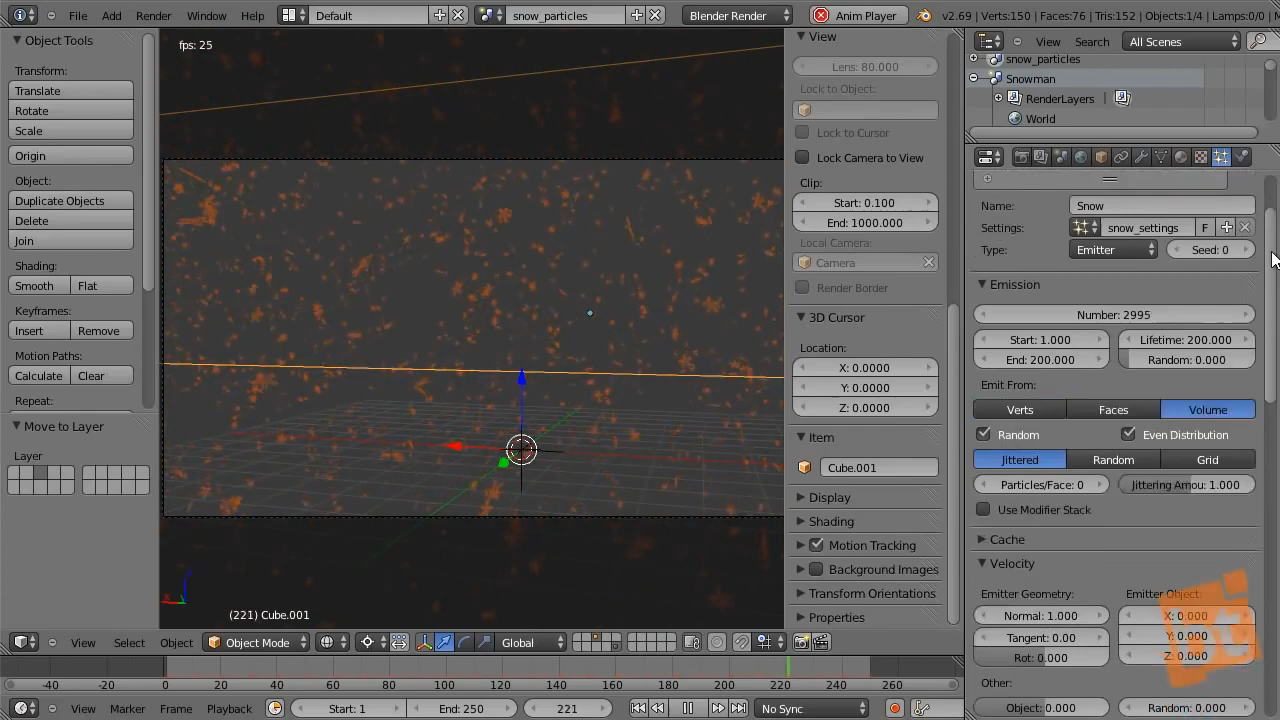 File Add Render Window Help Default snow_particles Blender Render Anim Player v2.69 | Verts:150 | Faces:76 | Tris:152 | Objects:1/4 | Lamps:0/0 |
Object Tools
Transform:
Translate
Rotate
Scale
Origin
Object:
Duplicate Objects
Delete
Join
Shading:
Smooth Flat
Keyframes:
Insert Remove
Motion Paths:
Calculate Clear
Repeat:
Move to Layer
Layer
fps: 25
(221) Cube.001
View
Lens: 80.000
Lock to Object:
Lock to Cursor
Lock Camera to View
Clip:
Start: 0.100
End: 1000.000
Local Camera:
Camera
Render Border
3D Cursor
Location:
X: 0.0000
Y: 0.0000
Z: 0.0000
Item
Cube.001
Display
Shading
Motion Tracking
Background Images
Transform Orientations
Properties
View Search All Scenes
snow_particles
Snowman
RenderLayers
World
Name: Snow
Settings: snow_settings F
Type: Emitter Seed: 0
Emission
Number: 2995
Start: 1.000 Lifetime: 200.000
End: 200.000 Random: 0.000
Emit From:
Verts Faces Volume
Random Even Distribution
Jittered Random Grid
Particles/Face: 0 Jittering Amou: 1.000
Use Modifier Stack
Cache
Velocity
Emitter Geometry: Emitter Object:
Normal: 1.000 X: 0.000
Tangent: 0.00 Y: 0.000
Rot: 0.000 Z: 0.000
Other:
Object: 0.000 Random: 0.000
View Select Object Object Mode Global
-40 -20 0 20 40 60 80 100 120 140 160 180 200 220 240 260
View Marker Frame Playback Start: 1 End: 250 221 No Sync